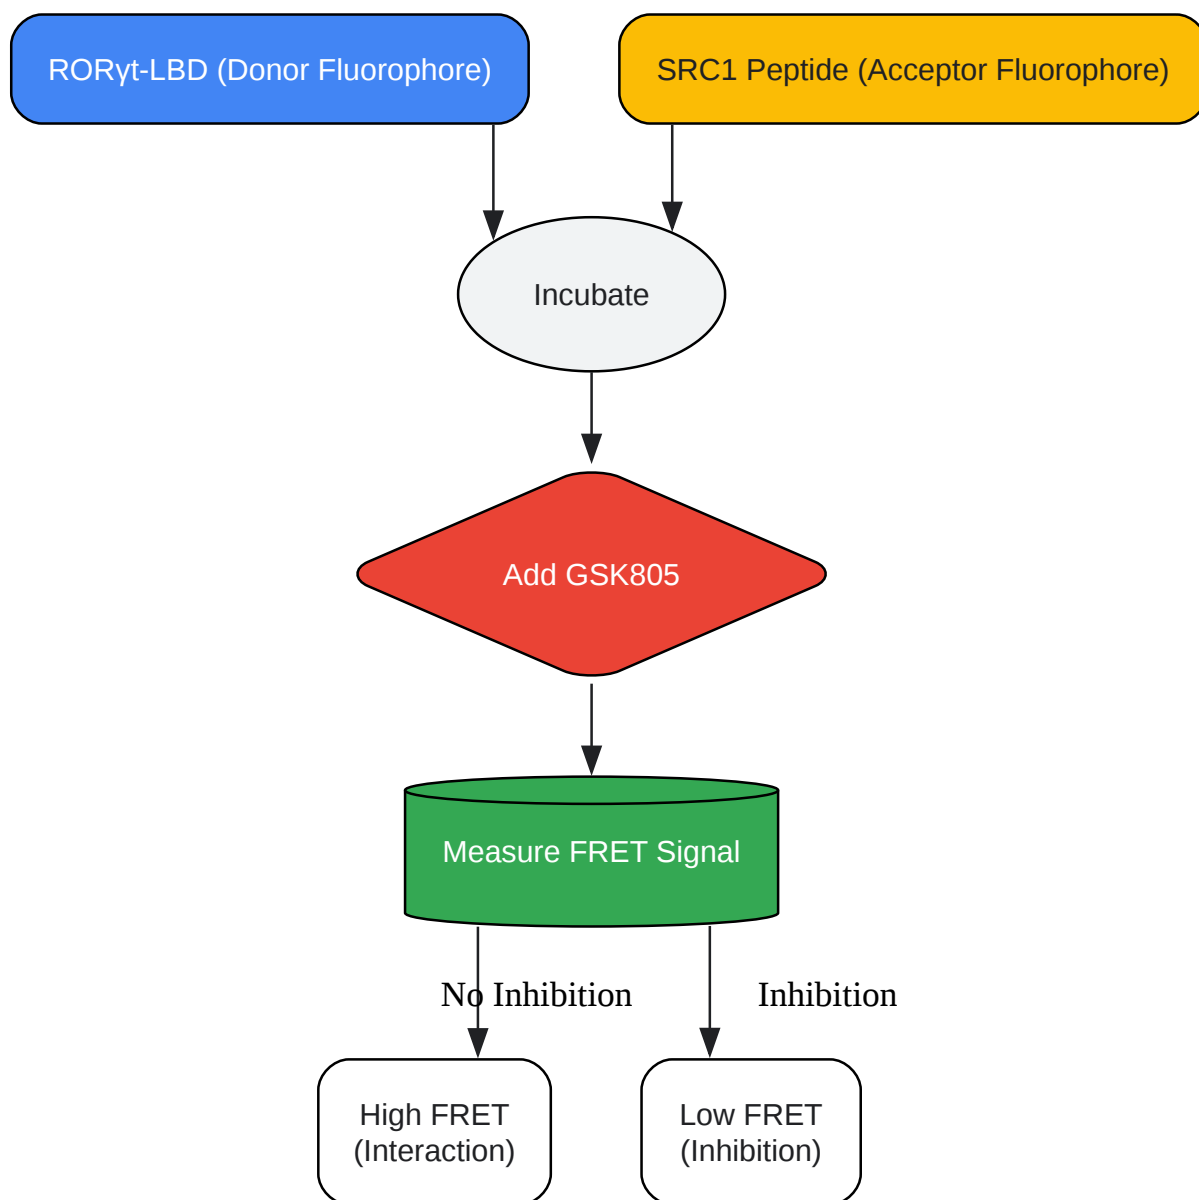 RORγt-LBD (Donor Fluorophore)
SRC1 Peptide (Acceptor Fluorophore)
Incubate
Add GSK805
Measure FRET Signal
No Inhibition
Inhibition
High FRET
(Interaction)
Low FRET
(Inhibition)